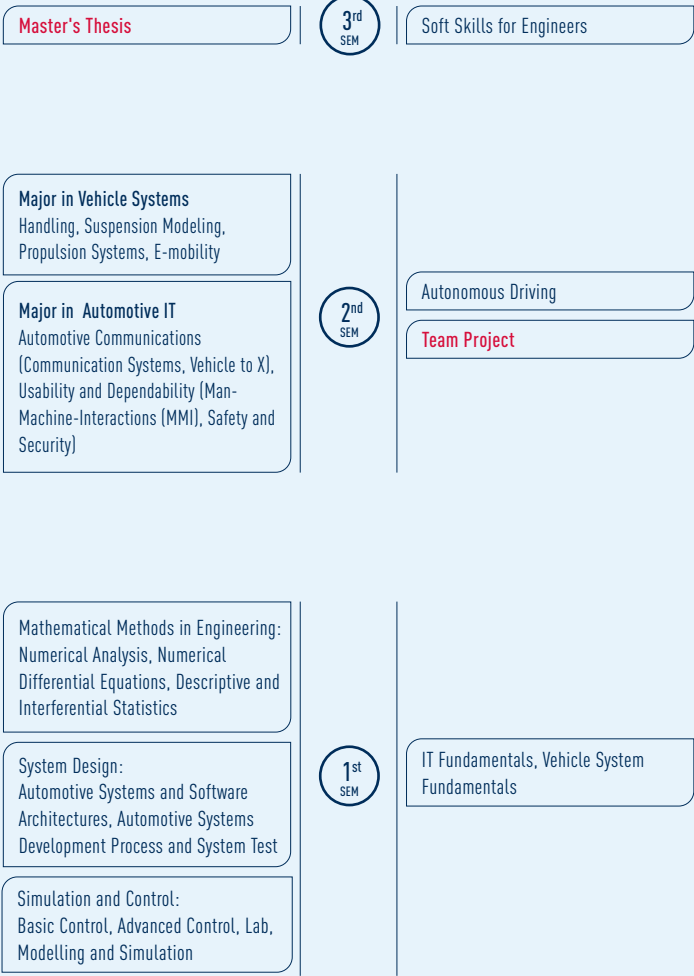 Master's Thesis
3rd
SEM
Soft Skills for Engineers
Major in Vehicle Systems
Handling, Suspension Modeling,
Propulsion Systems, E-mobility
Major in  Automotive IT
Automotive Communications
(Communication Systems, Vehicle to X),
Usability and Dependability (Man-
Machine-Interactions (MMI), Safety and
Security)
2nd
SEM
Autonomous Driving
Team Project
Mathematical Methods in Engineering:
Numerical Analysis, Numerical
Differential Equations, Descriptive and
Interferential Statistics
System Design:
Automotive Systems and Software
Architectures, Automotive Systems
Development Process and System Test
Simulation and Control:
Basic Control, Advanced Control, Lab,
Modelling and Simulation
1st
SEM
IT Fundamentals, Vehicle System
Fundamentals